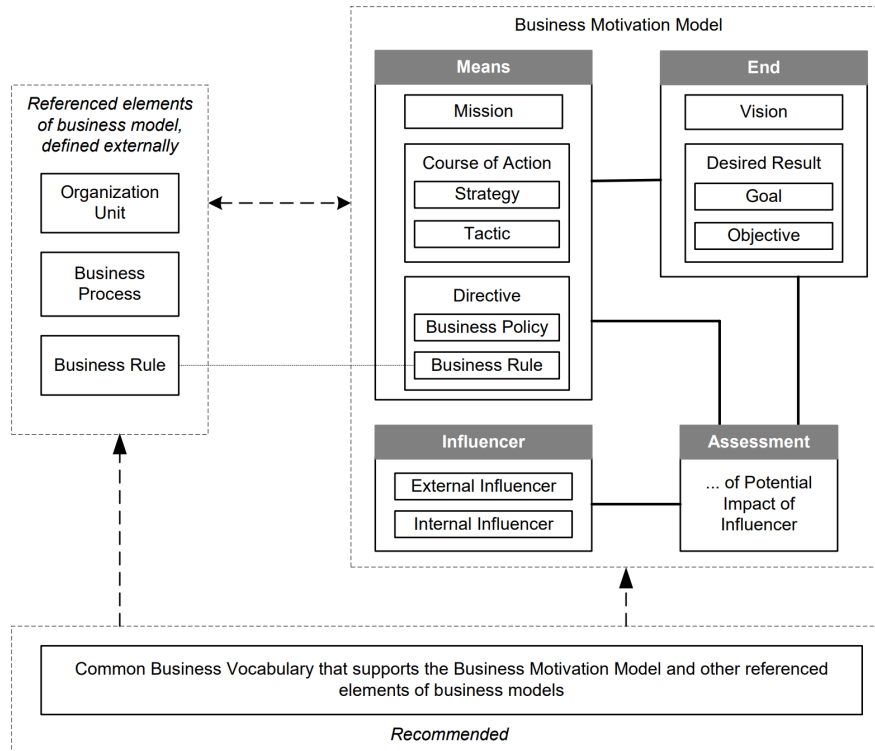 Business Motivation Model
Means
Mission
Course of Action
Strategy
Tactic
Directive
Business Policy
Business Rule
End
Vision
Desired Result
Goal
Objective
Referenced elements
of business model,
defined externally
Organization
Unit
Business
Process
Business Rule
Influencer
External Influencer
Internal Influencer
Assessment
... of Potential
Impact of
Influencer
Common Business Vocabulary that supports the Business Motivation Model and other referenced
elements of business models
Recommended